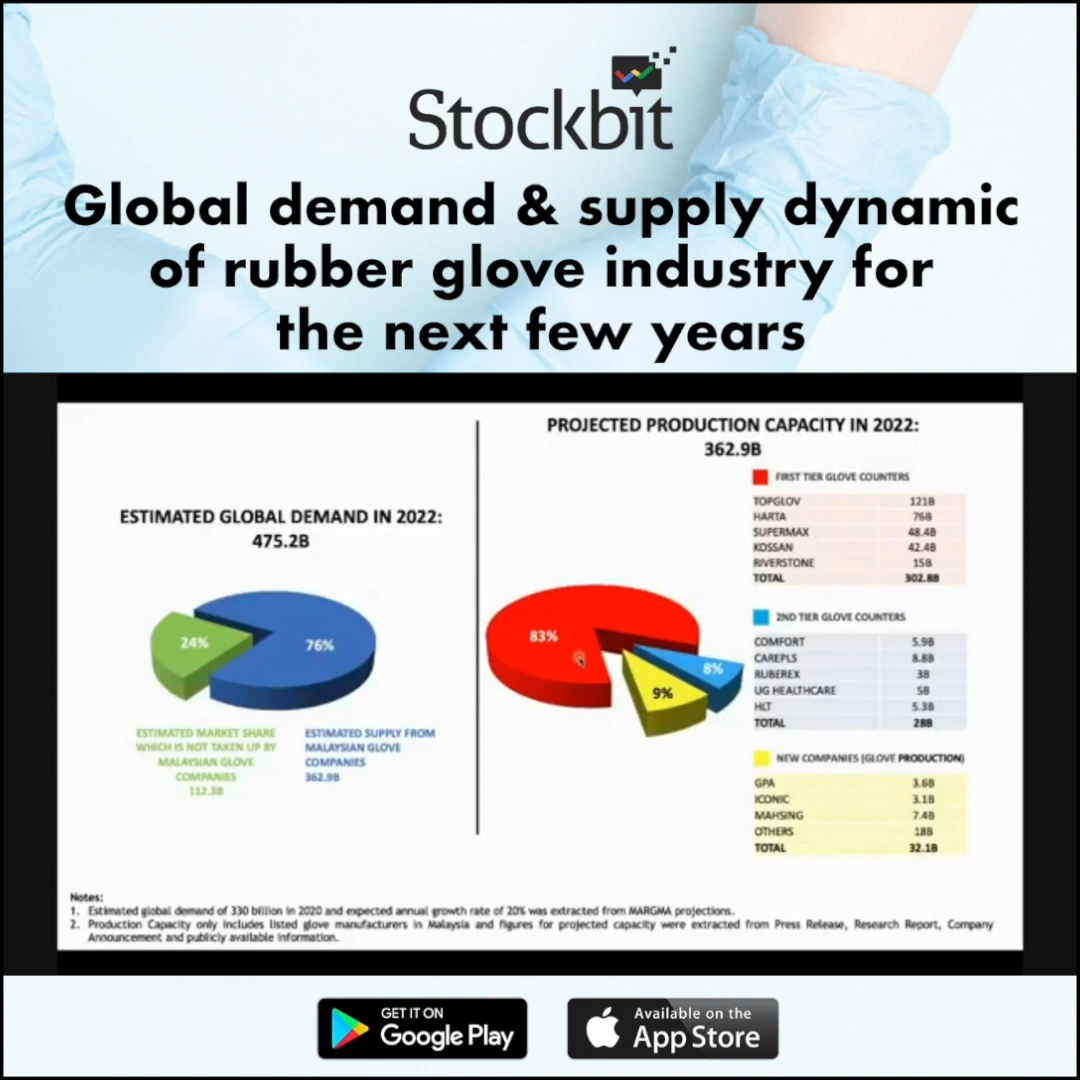 Stockbit
Global demand & supply dynamic
of rubber glove industry for
the next few years
ESTIMATED GLOBAL DEMAND IN 2022:
475.2B
24%
76%
ESTIMATED MARKET SHARE
WHICH IS NOT TAKEN UP BY
MALAYSIAN GLOVE
COMPANIES
112.3B
ESTIMATED SUPPLY FROM
MALAYSIAN GLOVE
COMPANIES
362.9B
PROJECTED PRODUCTION CAPACITY IN 2022:
362.9B
83%
9%
8%
FIRST TIER GLOVE COUNTERS
TOPGLOV 121B
HARTA 76B
SUPERMAX 48.4B
KOSSAN 42.4B
RIVERSTONE 15B
TOTAL 302.8B
2ND TIER GLOVE COUNTERS
COMFORT 5.9B
CAREPLS 8.8B
RUBEREX 3B
UG HEALTHCARE 5B
HLT 5.3B
TOTAL 28B
NEW COMPANIES (GLOVE PRODUCTION)
GPA 3.6B
ICONIC 3.1B
MAHSING 7.4B
OTHERS 18B
TOTAL 32.1B
Notes:
1. Estimated global demand of 330 billion in 2020 and expected annual growth rate of 20% was extracted from MARGMA projections.
2. Production Capacity only includes listed glove manufacturers in Malaysia and figures for projected capacity were extracted from Press Release, Research Report, Company
Announcement and publicly available information.
GET IT ON
Google Play
Available on the
App Store